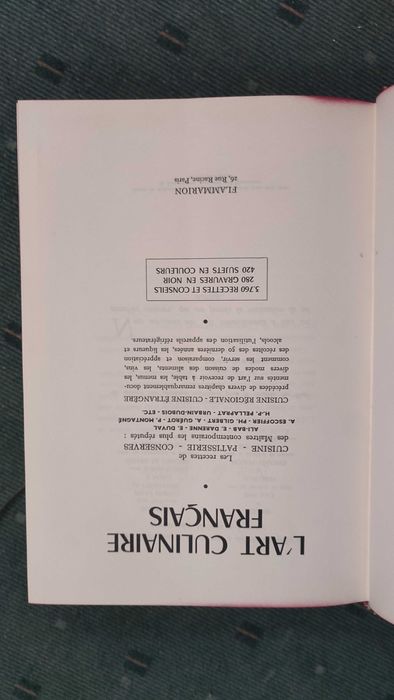 L'ART CULINAIRE
FRANÇAIS
•
Les recettes de
CUISINE - PATISSERIE - CONSERVES
des Maîtres contemporains les plus réputés :
ALI-BAB - E. DARENNE - E. DUVAL
A. ESCOFFIER - PH. GILBERT - A. GUÉROT - P. MONTAGNÉ
H.-P. PELLAPRAT - URBAIN-DUBOIS - ETC.
CUISINE RÉGIONALE - CUISINE ÉTRANGÈRE
précédées de divers chapitres remarquablement docu-
mentés sur l'art de recevoir à table, les menus, les
divers modes de cuisson des aliments, les vins,
comment les servir, comparaison et appréciation
des récoltes des 50 dernières années, les liqueurs et
alcools, l'utilisation des appareils réfrigérateurs.
•
3.760 RECETTES ET CONSEILS
280 GRAVURES EN NOIR
420 SUJETS EN COULEURS
FLAMMARION
26, Rue Racine, Paris